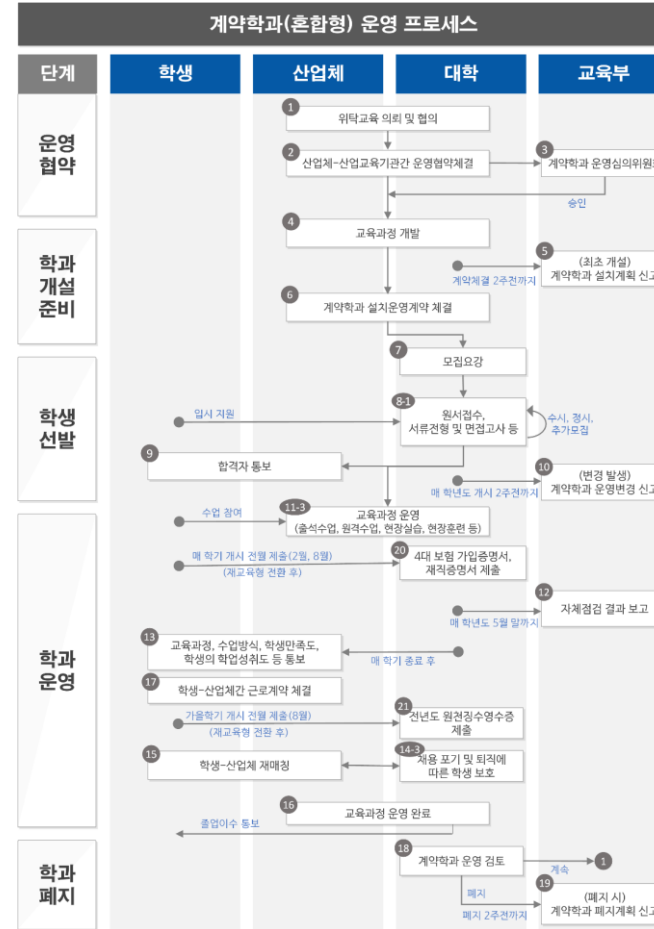 계약학과(혼합형) 운영 프로세스
단계
학생
산업체
대학
교육부
운영
협약
1
위탁교육 의뢰 및 협의
2
산업체-산업교육기관간 운영협약체결
3
계약학과 운영심의위원
승인
학과
개설
준비
4
교육과정 개발
5
(최초 개설)
계약학과 설치계획 신고
계약체결 2주전까지
6
계약학과 설치운영계약 체결
학생
선발
7
모집요강
8-1
원서접수,
서류전형 및 면접고사 등
입시 지원
수시, 정시,
추가모집
9
합격자 통보
10
(변경 발생)
계약학과 운영변경 신고
매 학년도 개시 2주전까지
학과
운영
11-3
교육과정 운영
(출석수업, 원격수업, 현장실습, 현장훈련 등)
수업 참여
20
4대 보험 가입증명서,
재직증명서 제출
매 학기 개시 전월 제출(2월, 8월)
(재교육형 전환 후)
12
자체점검 결과 보고
매 학년도 5월 말까지
13
교육과정, 수업방식, 학생만족도,
학생의 학업성취도 등 통보
매 학기 종료 후
17
학생-산업체간 근로계약 체결
가을학기 개시 전월 제출(8월)
(재교육형 전환 후)
21
전년도 원천징수영수증
제출
15
학생-산업체 재매칭
14-3
채용 포기 및 퇴직에
따른 학생 보호
16
교육과정 운영 완료
졸업이수 통보
학과
폐지
18
계약학과 운영 검토
계속
1
폐지
폐지 2주전까지
19
(폐지 시)
계약학과 폐지계획 신고